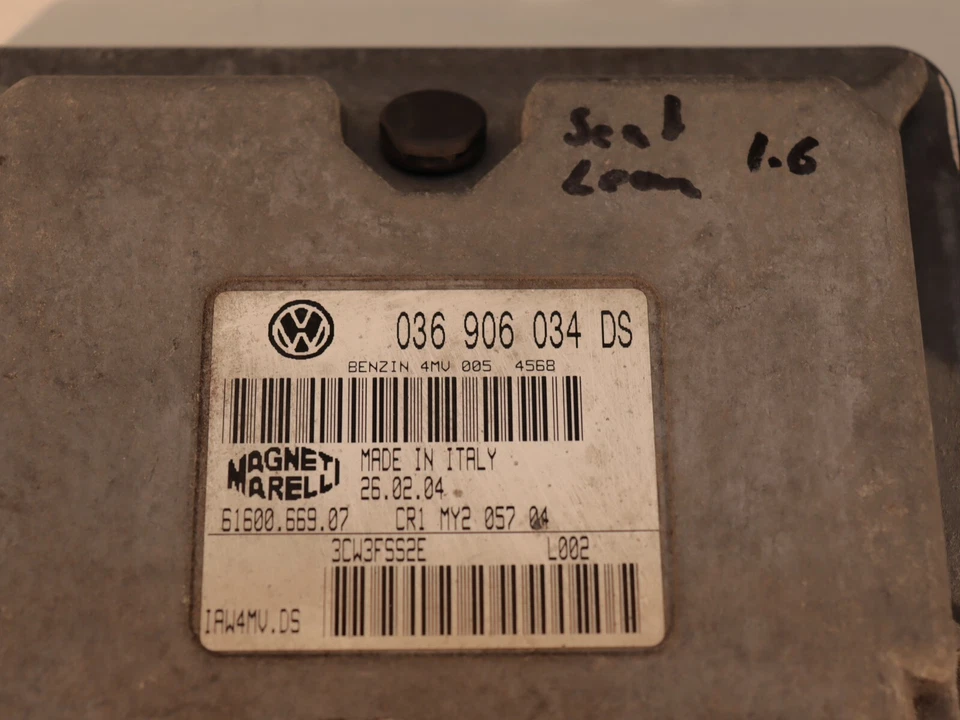 Seat
Leon 1.6
VW
036 906 034 DS
BENZIN 4MV 005 4568
MAGNETI
MARELLI
MADE IN ITALY
26.02.04
61600.669.07 CR1 MY2 057 04
3CW3FSS2E L002
IAW4MV.DS